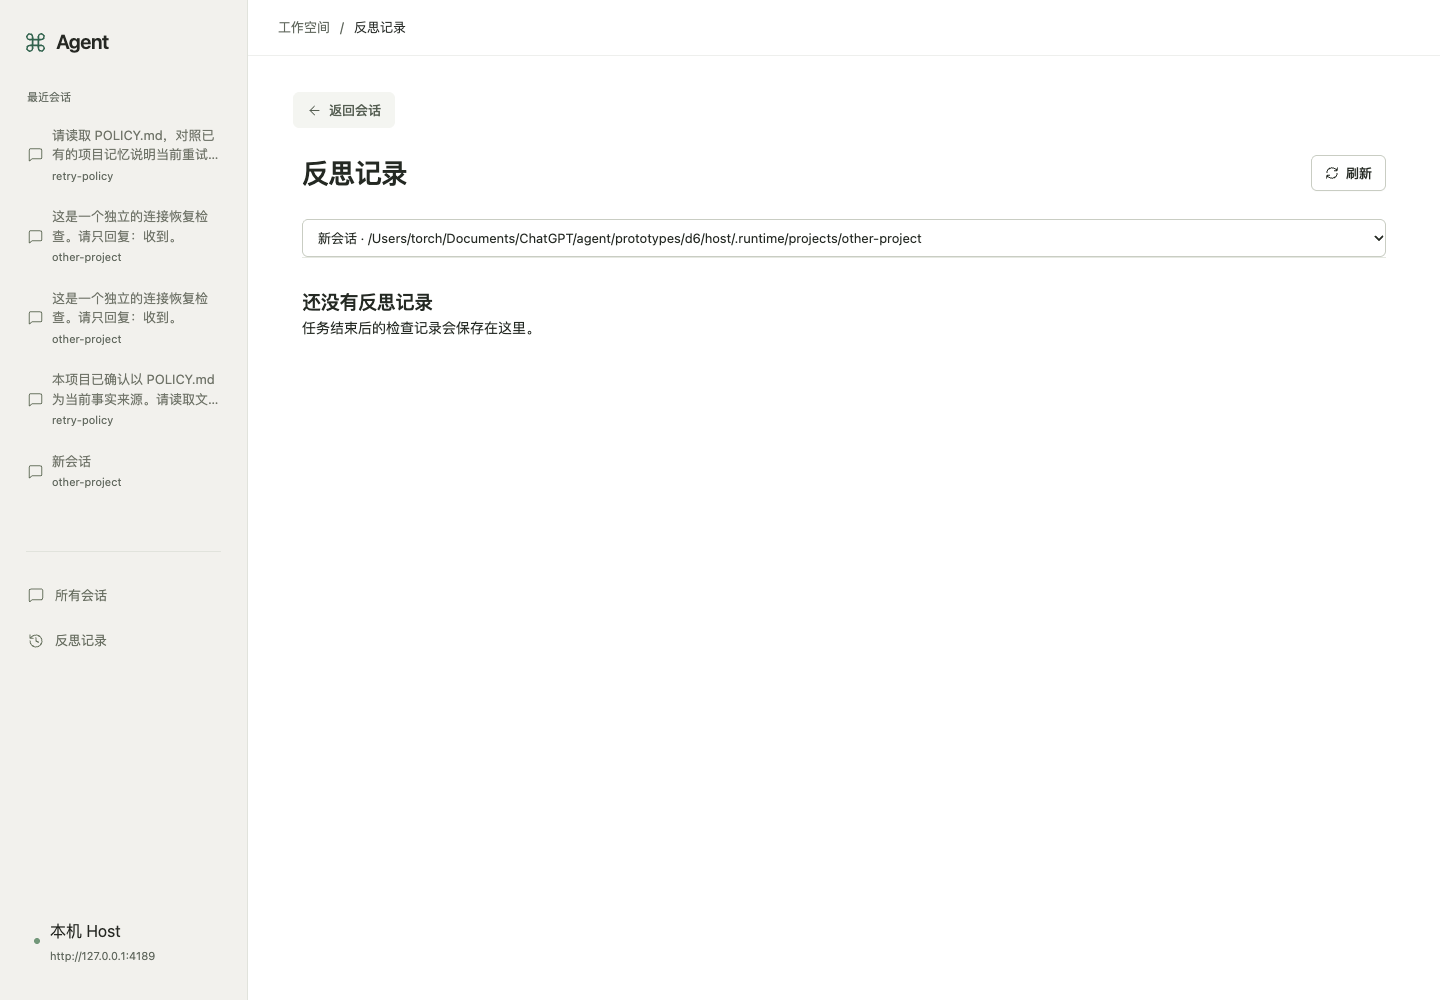 Agent
最近会话
请读取 POLICY.md，对照已
有的项目记忆说明当前重试...
retry-policy
这是一个独立的连接恢复检
查。请只回复：收到。
other-project
这是一个独立的连接恢复检
查。请只回复：收到。
other-project
本项目已确认以 POLICY.md
为当前事实来源。请读取文...
retry-policy
新会话
other-project
所有会话
反思记录
本机 Host
http://127.0.0.1:4189
工作空间 / 反思记录
返回会话
反思记录
刷新
新会话 · /Users/torch/Documents/ChatGPT/agent/prototypes/d6/host/.runtime/projects/other-project
还没有反思记录
任务结束后的检查记录会保存在这里。